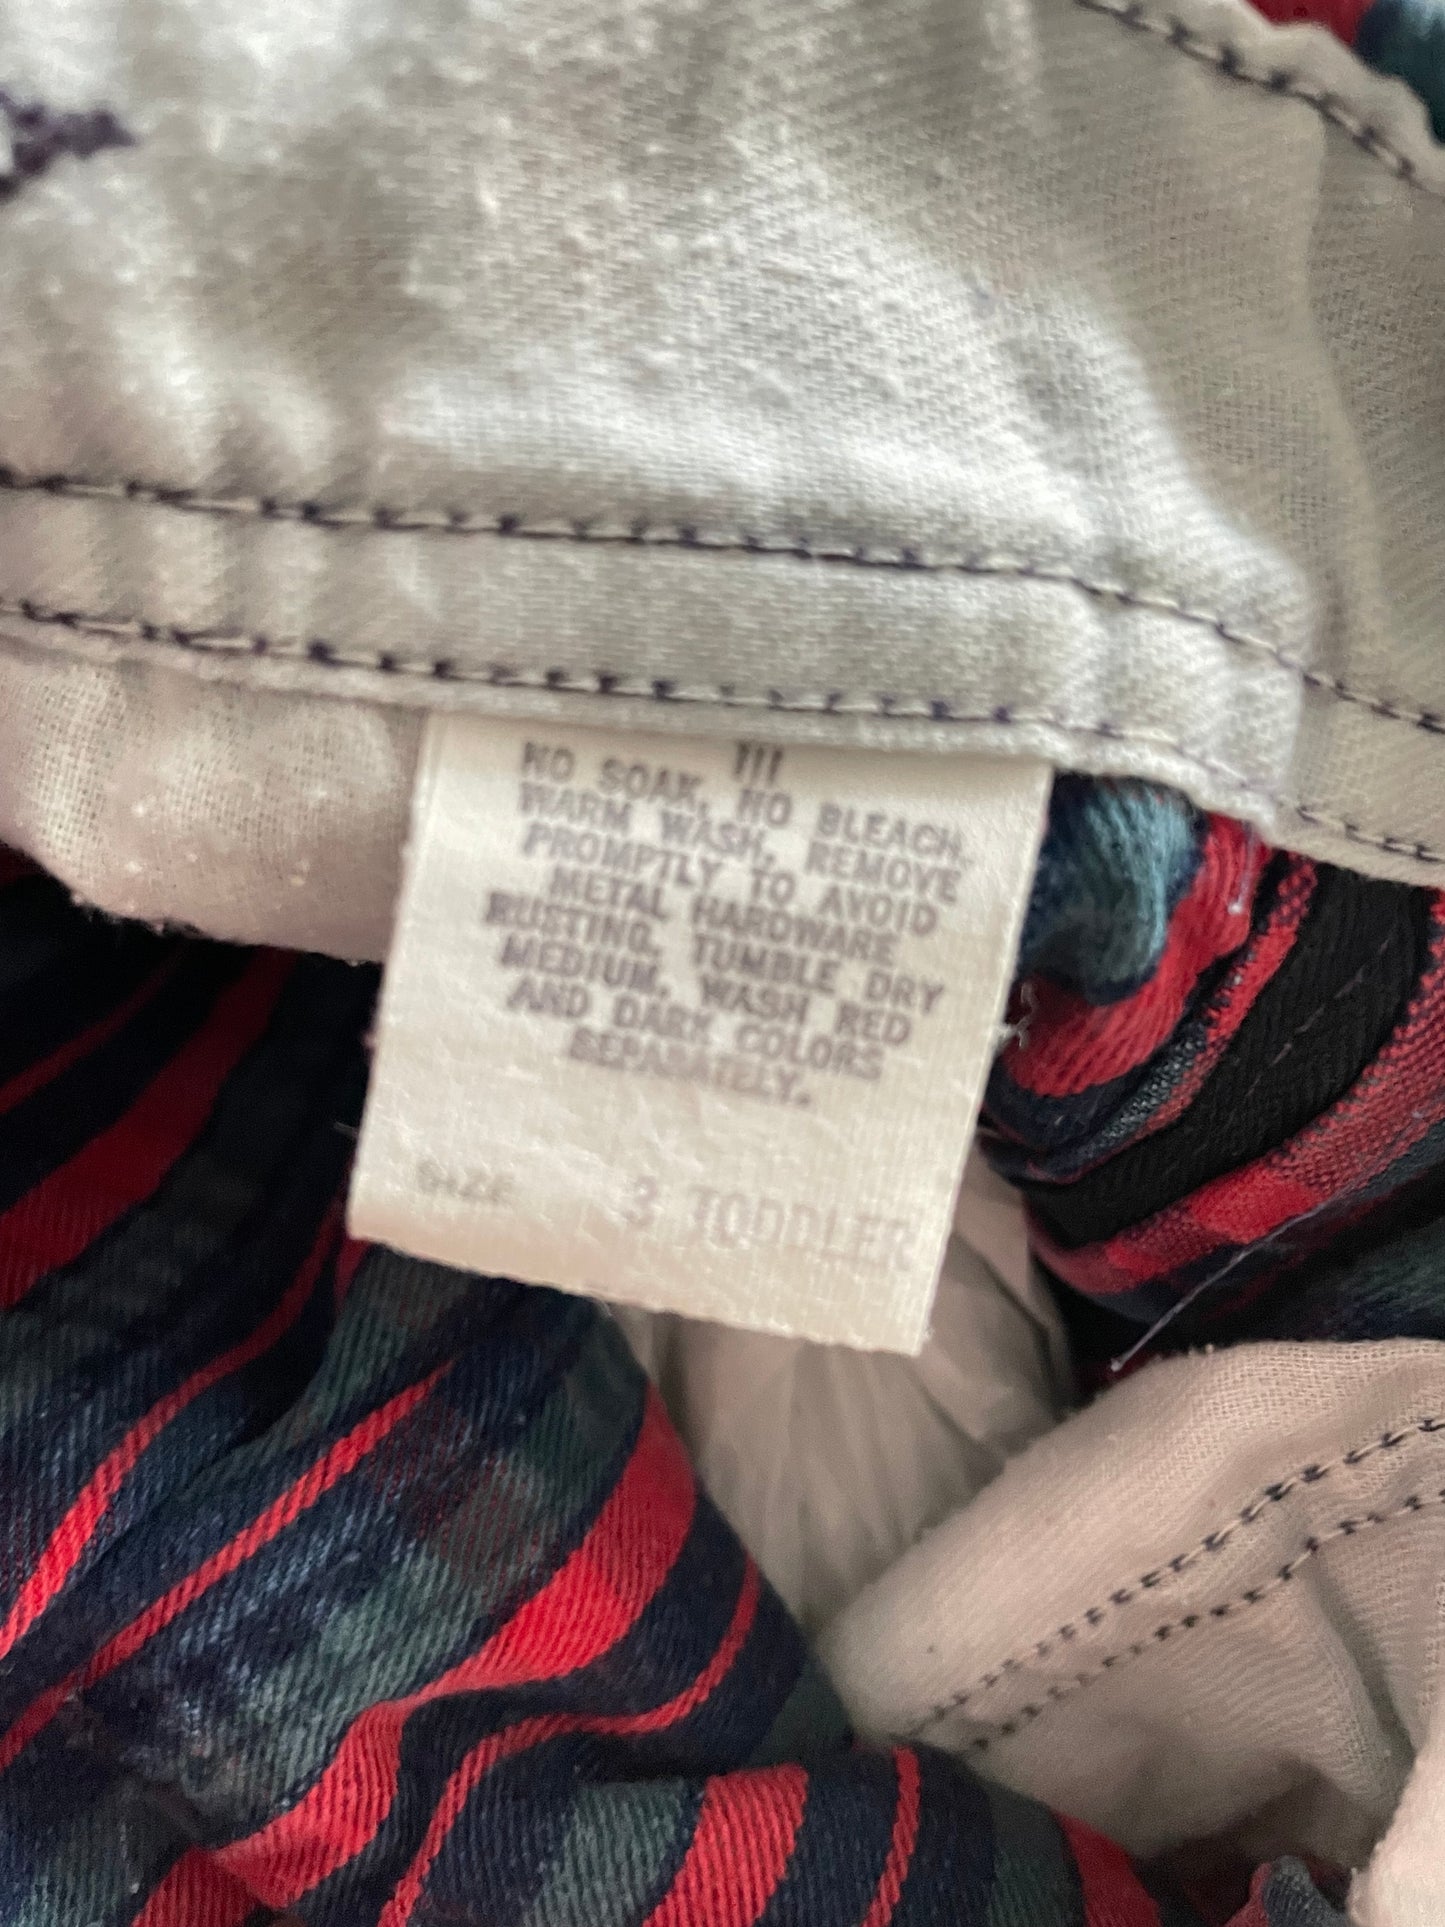 III
NO SOAK, NO BLEACH,
WARM WASH, REMOVE
PROMPTLY TO AVOID
METAL HARDWARE
RUSTING, TUMBLE DRY
MEDIUM, WASH RED
AND DARK COLORS
SEPARATELY.
SIZE 3 TODDLER